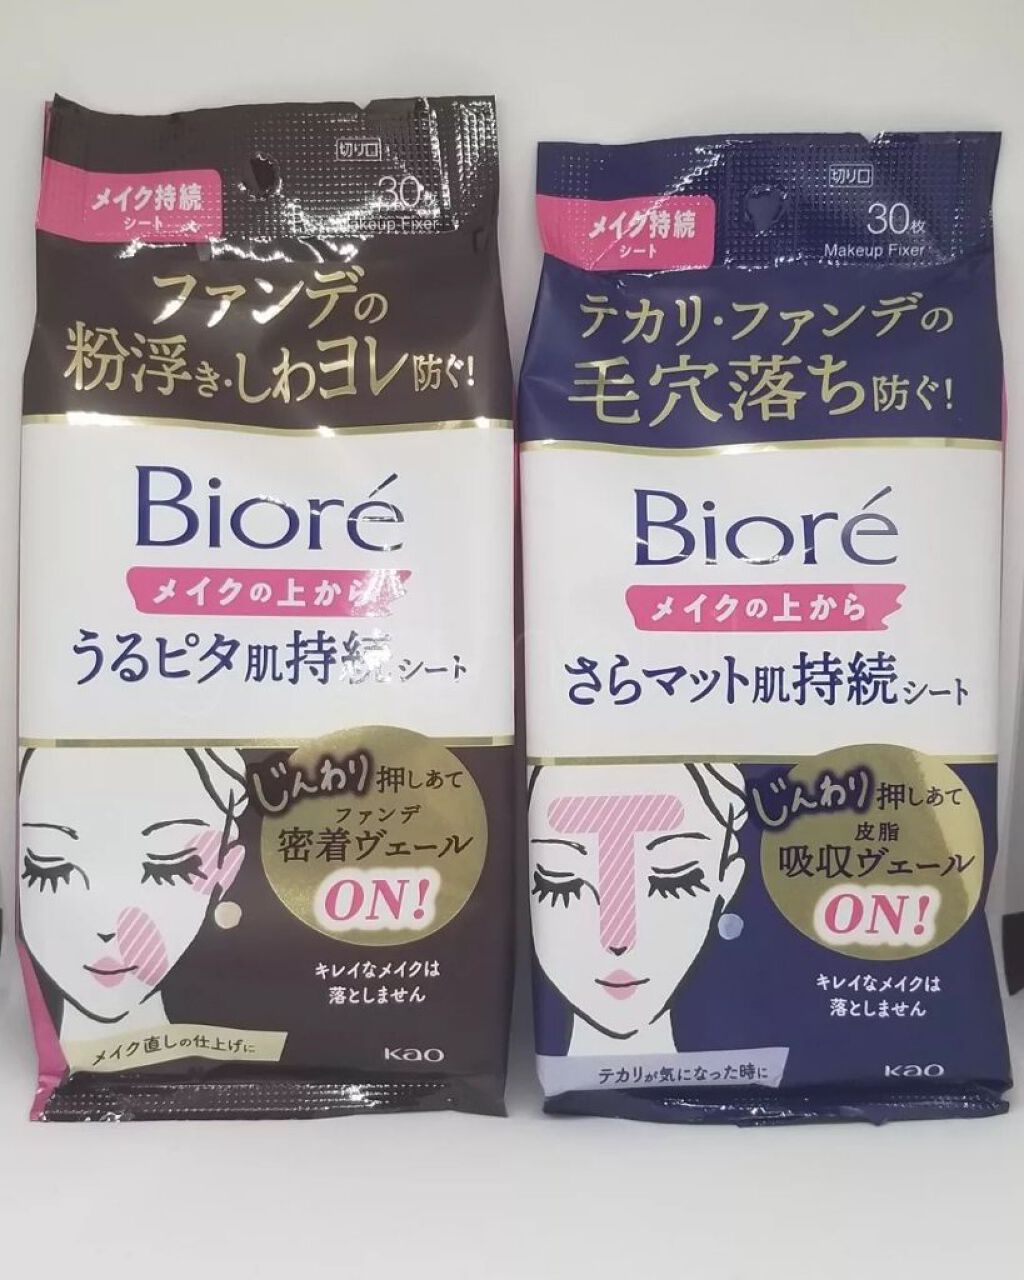 切り口
メイク持続
シート
30
Makeup Fixer
ファンデの
粉浮き・しわヨレ防ぐ!
Bioré
メイクの上から
うるピタ肌持続シート
じんわり押しあて
ファンデ
密着ヴェール
ON!
キレイなメイクは
落としません
メイク直しの仕上げに
Kao
切り口
メイク持続
シート
30枚
Makeup Fixer
テカリ・ファンデの
毛穴落ち防ぐ!
Bioré
メイクの上から
さらマット肌持続シート
じんわり押しあて
皮脂
吸収ヴェール
ON!
キレイなメイクは
落としません
テカリが気になった時に
Kao